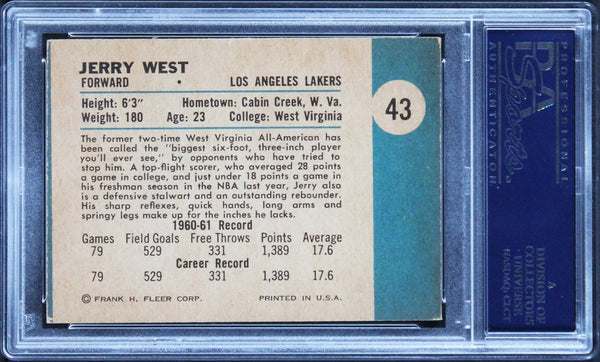 JERRY WEST
FORWARD • LOS ANGELES LAKERS
Height: 6'3" Hometown: Cabin Creek, W. Va.
Weight: 180 Age: 23 College: West Virginia
43
The former two-time West Virginia All-American has
been called the "biggest six-foot, three-inch player
you'll ever see," by opponents who have tried to
stop him. A top-flight scorer, who averaged 28 points
a game in college, and just under 18 points a game in
his freshman season in the NBA last year, Jerry also
is a defensive stalwart and an outstanding rebounder.
His sharp reflexes, quick hands, long arms and
springy legs make up for the inches he lacks.
1960-61 Record
Games Field Goals Free Throws Points Average
79 529 331 1,389 17.6
Career Record
79 529 331 1,389 17.6
© FRANK H. FLEER CORP. PRINTED IN U.S.A.
PROFESSIONAL
PSA
Sports
AUTHENTICATOR
A
DIVISION OF
COLLECTORS
UNIVERSE
NASDAQ: CLCT